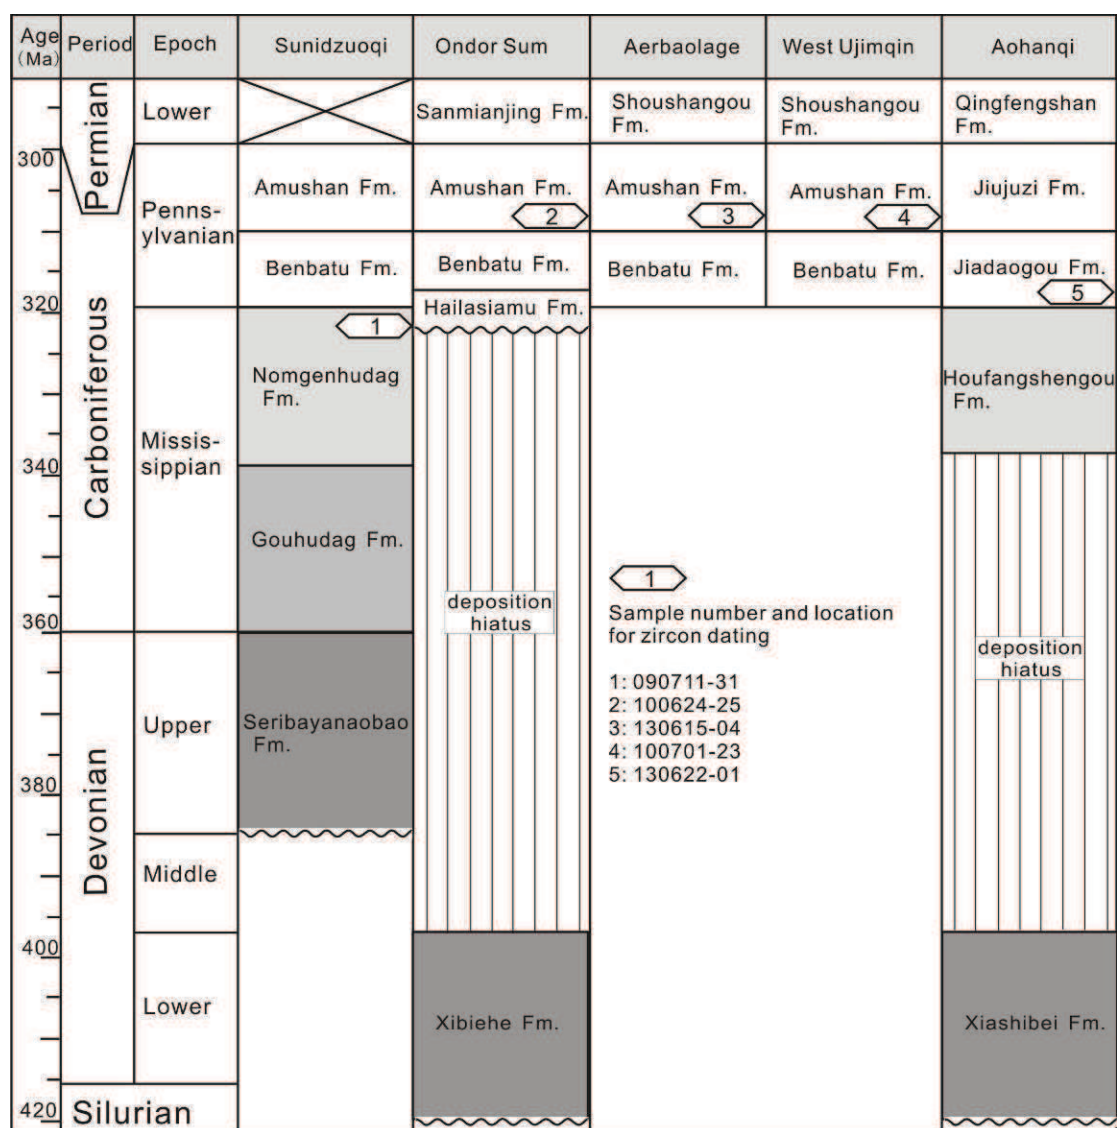 Age (Ma) Period Epoch Sunidzuoqi Ondor Sum Aerbaolage West Ujimqin Aohanqi
Permian
Lower
Sanmianjing Fm.
Shoushangou
Fm.
Shoushangou
Fm.
Qingfengshan
Fm.
300
Carboniferous
Penns-
ylvanian
Amushan Fm.
Amushan Fm.
2
Amushan Fm.
3
Amushan Fm.
4
Jiujuzi Fm.
Benbatu Fm.
Benbatu Fm.
Benbatu Fm.
Benbatu Fm.
Jiadaogou Fm.
5
320
Hailasiamu Fm.
1
Missis-
sippian
Nomgenhudag
Fm.
Houfangshengou
Fm.
340
Gouhudag Fm.
360
deposition
hiatus
1
Sample number and location
for zircon dating
1: 090711-31
2: 100624-25
3: 130615-04
4: 100701-23
5: 130622-01
deposition
hiatus
Devonian
Upper
Seribayanaobao
Fm.
380
Middle
400
Lower
Xibiehe Fm.
Xiashibei Fm.
420
Silurian